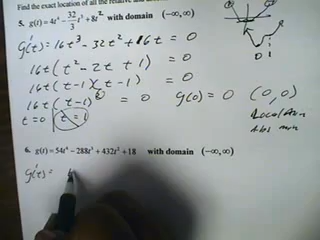 Find the exact location of all the relative and
5. g(t) = 4t⁴ − 32/3 t³ + 8t² with domain (−∞,∞)
g'(t) = 16t³ − 32t² + 16t = 0
16t(t² − 2t + 1) = 0
16t(t−1)(t−1) = 0
16t(t−1)² = 0 g(0) = 0 (0,0)
t=0 t=1 Location
Abs min
0 1
6. g(t) = 54t⁴ − 288t³ + 432t² + 18 with domain (−∞,∞)
g'(t) =